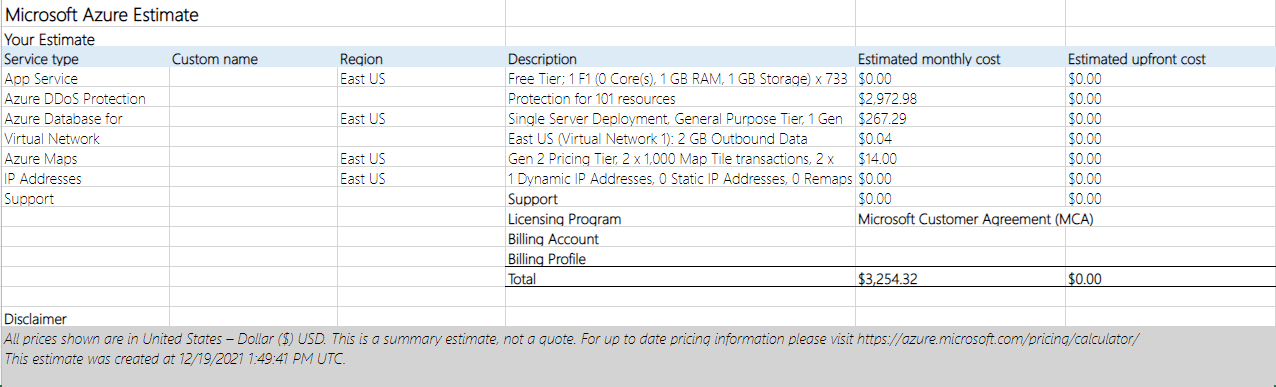 Microsoft Azure Estimate
Your Estimate
Service type Custom name Region Description Estimated monthly cost Estimated upfront cost
App Service East US Free Tier; 1 F1 (0 Core(s), 1 GB RAM, 1 GB Storage) x 733 $0.00 $0.00
Azure DDoS Protection Protection for 101 resources $2,972.98 $0.00
Azure Database for East US Single Server Deployment, General Purpose Tier, 1 Gen $267.29 $0.00
Virtual Network East US (Virtual Network 1): 2 GB Outbound Data $0.04 $0.00
Azure Maps East US Gen 2 Pricing Tier, 2 x 1,000 Map Tile transactions, 2 x $14.00 $0.00
IP Addresses East US 1 Dynamic IP Addresses, 0 Static IP Addresses, 0 Remaps $0.00 $0.00
Support Support $0.00 $0.00
Licensing Program Microsoft Customer Agreement (MCA)
Billing Account
Billing Profile
Total $3,254.32 $0.00
Disclaimer
All prices shown are in United States – Dollar ($) USD. This is a summary estimate, not a quote. For up to date pricing information please visit https://azure.microsoft.com/pricing/calculator/
This estimate was created at 12/19/2021 1:49:41 PM UTC.